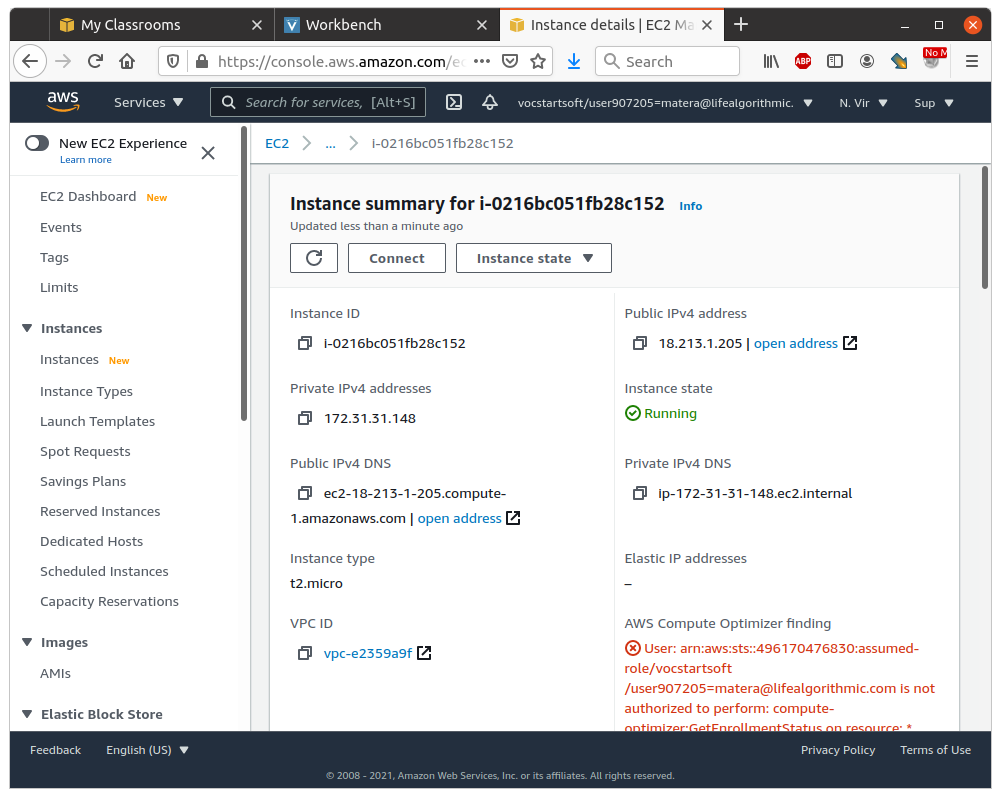 My Classrooms
Workbench
Instance details | EC2 Ma
https://console.aws.amazon.com/ec
Search
ABP
No M
aws
Services
Search for services, [Alt+S]
vocstartsoft/user907205=matera@lifealgorithmic.
N. Vir
Sup
New EC2 Experience
Learn more
EC2 Dashboard New
Events
Tags
Limits
Instances
Instances New
Instance Types
Launch Templates
Spot Requests
Savings Plans
Reserved Instances
Dedicated Hosts
Scheduled Instances
Capacity Reservations
Images
AMIs
Elastic Block Store
EC2
...
i-0216bc051fb28c152
Instance summary for i-0216bc051fb28c152 Info
Updated less than a minute ago
Connect
Instance state
Instance ID
i-0216bc051fb28c152
Public IPv4 address
18.213.1.205 | open address
Private IPv4 addresses
172.31.31.148
Instance state
Running
Public IPv4 DNS
ec2-18-213-1-205.compute-
1.amazonaws.com | open address
Private IPv4 DNS
ip-172-31-31-148.ec2.internal
Instance type
t2.micro
Elastic IP addresses
–
VPC ID
vpc-e2359a9f
AWS Compute Optimizer finding
User: arn:aws:sts::496170476830:assumed-
role/vocstartsoft
/user907205=matera@lifealgorithmic.com is not
authorized to perform: compute-
optimizer:GetEnrollmentStatus on resource: *
Feedback
English (US)
Privacy Policy
Terms of Use
© 2008 - 2021, Amazon Web Services, Inc. or its affiliates. All rights reserved.